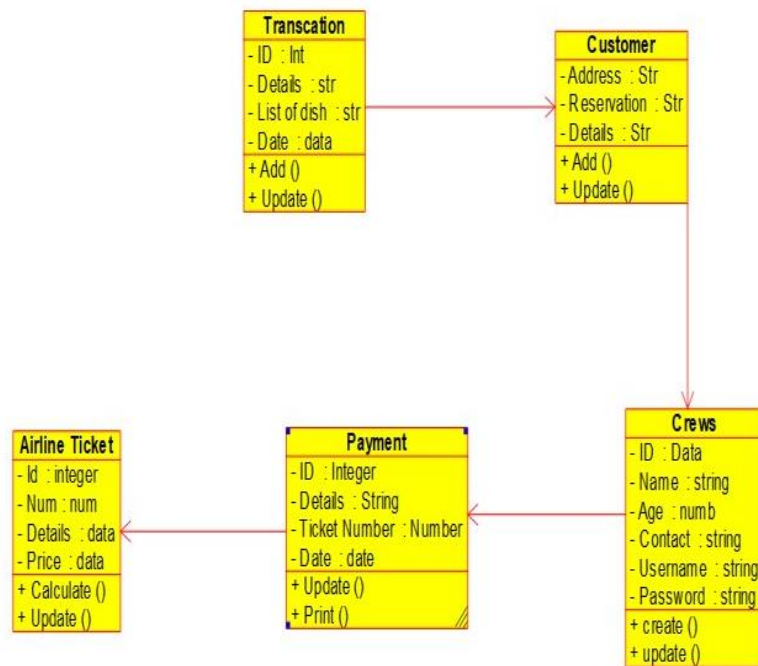 Transcation
- ID : Int
- Details : str
- List of dish : str
- Date : data
+ Add ()
+ Update ()
Customer
- Address : Str
- Reservation : Str
- Details : Str
+ Add ()
+ Update ()
Airline Ticket
- Id : integer
- Num : num
- Details : data
- Price : data
+ Calculate ()
+ Update ()
Payment
- ID : Integer
- Details : String
- Ticket Number : Number
- Date : date
+ Update ()
+ Print ()
Crews
- ID : Data
- Name : string
- Age : numb
- Contact : string
- Username : string
- Password : string
+ create ()
+ update ()